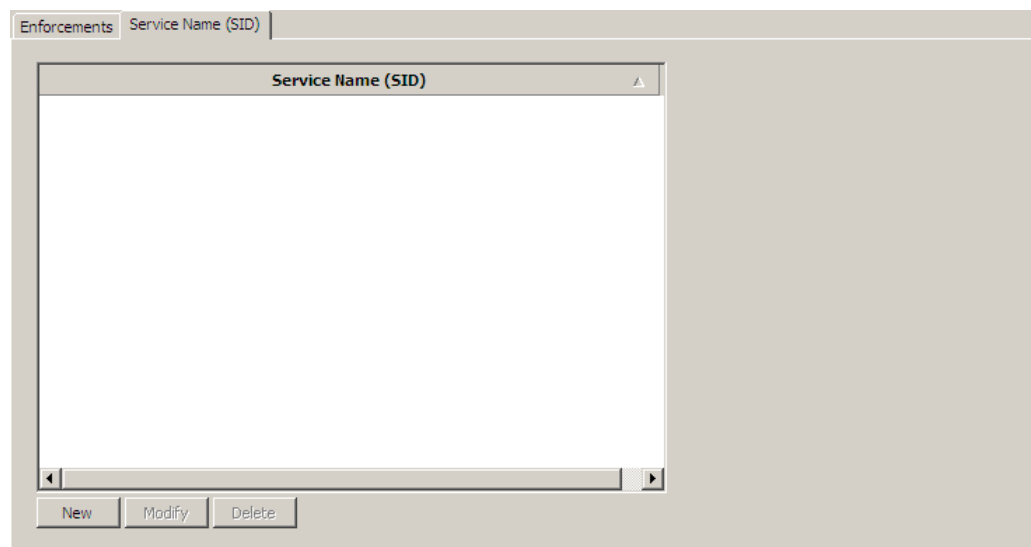 Enforcements Service Name (SID)
Service Name (SID)
New Modify Delete